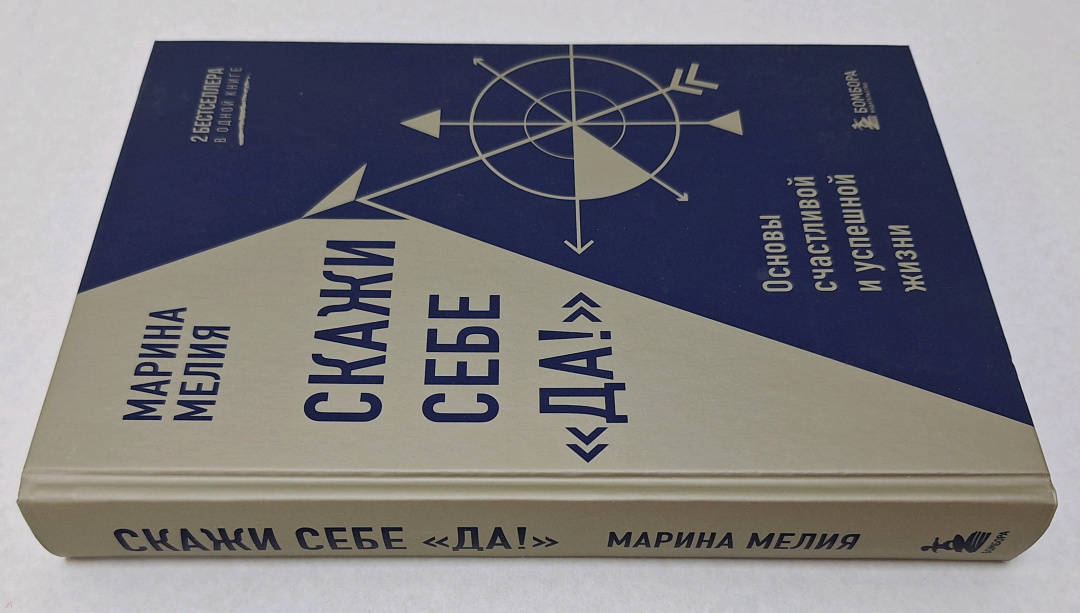 2 БЕСТСЕЛЛЕРА
В ОДНОЙ КНИГЕ
МАРИНА
МЕЛИЯ
СКАЖИ
СЕБЕ
«ДА!»
Основы
счастливой
и успешной
жизни
БОМБОРА
ИЗДАТЕЛЬСТВО
СКАЖИ СЕБЕ «ДА!» МАРИНА МЕЛИЯ
БОМБОРА